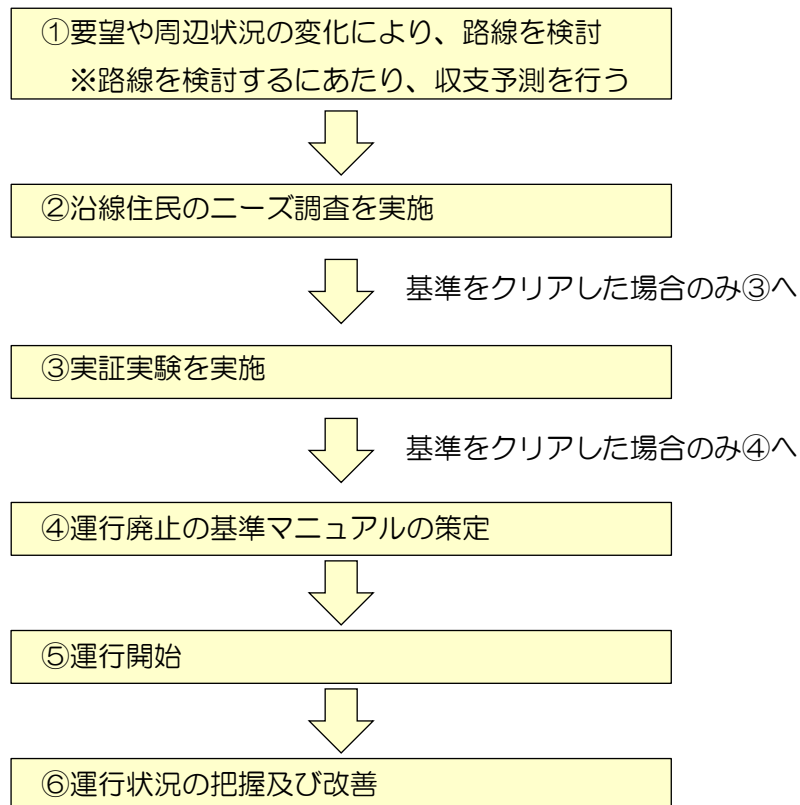 ①要望や周辺状況の変化により、路線を検討
※路線を検討するにあたり、収支予測を行う
②沿線住民のニーズ調査を実施
基準をクリアした場合のみ③へ
③実証実験を実施
基準をクリアした場合のみ④へ
④運行廃止の基準マニュアルの策定
⑤運行開始
⑥運行状況の把握及び改善